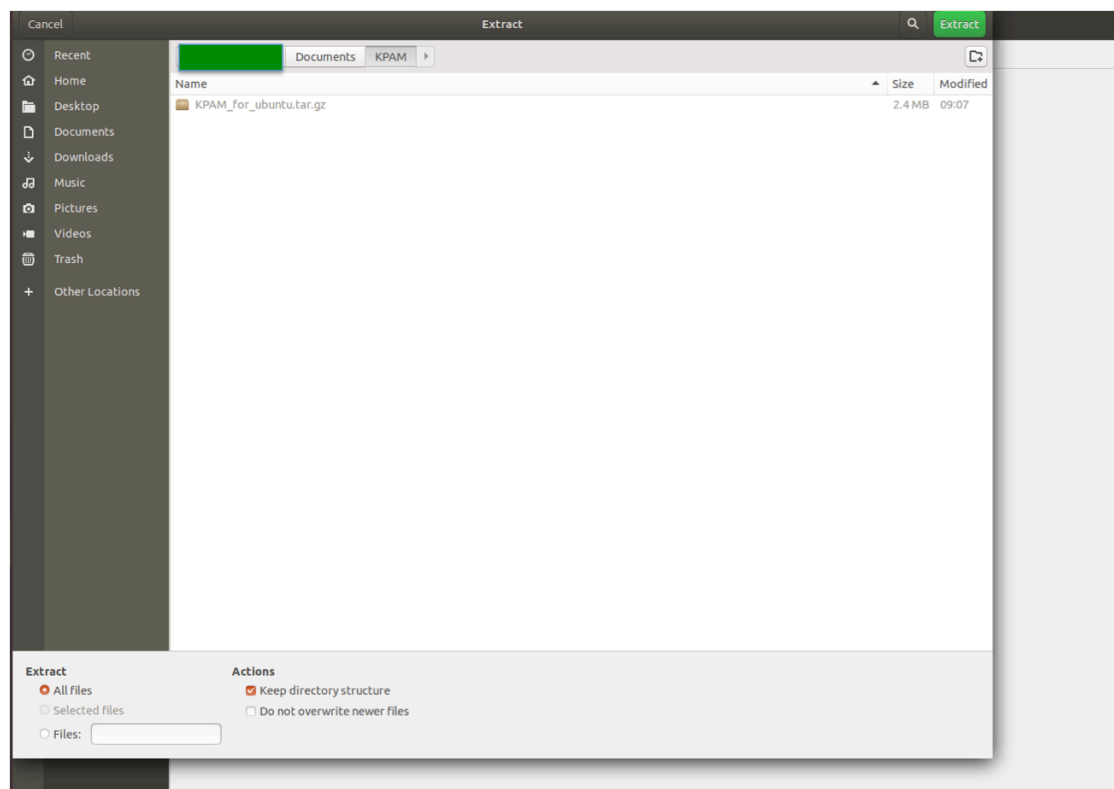 Cancel Extract Extract
Recent
Documents KPAM
Home
Name Size Modified
Desktop
KPAM_for_ubuntu.tar.gz 2.4 MB 09:07
Documents
Downloads
Music
Pictures
Videos
Trash
+ Other Locations
Extract Actions
All files Keep directory structure
Selected files Do not overwrite newer files
Files: